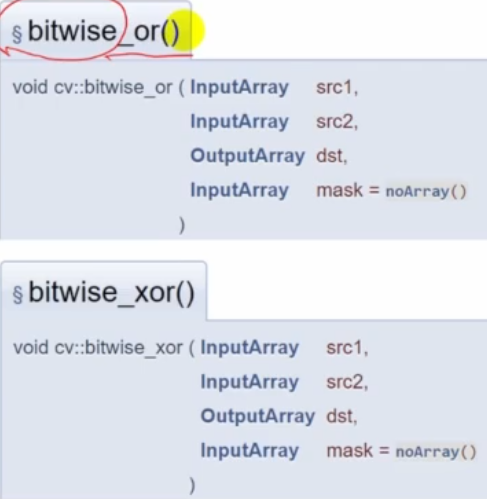 § bitwise_or()
void cv::bitwise_or ( InputArray src1,
InputArray src2,
OutputArray dst,
InputArray mask = noArray()
)
§ bitwise_xor()
void cv::bitwise_xor ( InputArray src1,
InputArray src2,
OutputArray dst,
InputArray mask = noArray()
)